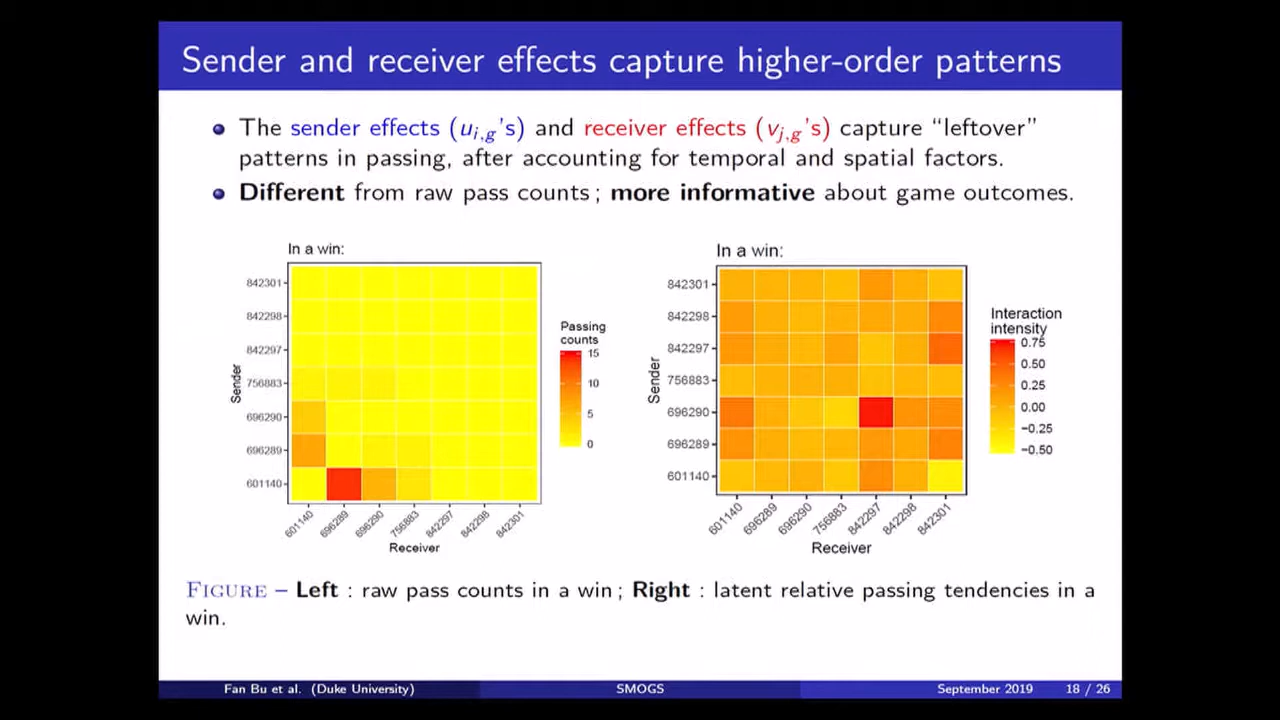 Sender and receiver effects capture higher-order patterns
The sender effects (u_{i,g}'s) and receiver effects (v_{j,g}'s) capture "leftover"
patterns in passing, after accounting for temporal and spatial factors.
Different from raw pass counts ; more informative about game outcomes.
In a win:
842301
842298
842297
756883
696290
696289
601140
Sender
601140 696289 696290 756883 842297 842298 842301
Receiver
Passing
counts
15
10
5
0
In a win:
842301
842298
842297
756883
696290
696289
601140
Sender
601140 696289 696290 756883 842297 842298 842301
Receiver
Interaction
intensity
0.75
0.50
0.25
0.00
−0.25
−0.50
FIGURE – Left : raw pass counts in a win ; Right : latent relative passing tendencies in a
win.
Fan Bu et al. (Duke University) SMOGS September 2019 18 / 26